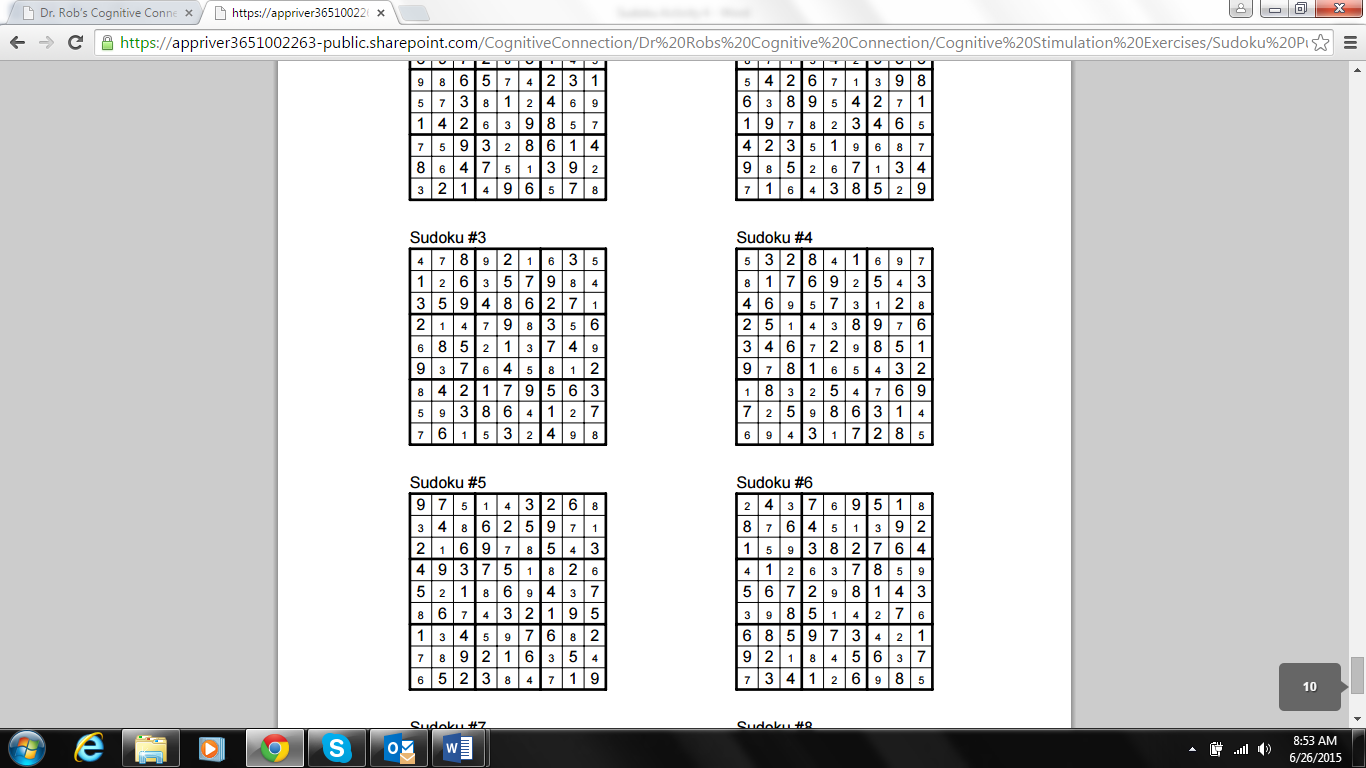 Dr. Rob's Cognitive Conne
https://appriver36510022
https://appriver3651002263-public.sharepoint.com/CognitiveConnection/Dr%20Robs%20Cognitive%20Connection/Cognitive%20Stimulation%20Exercises/Sudoku%20Pu
9 8 6 5 7 4 2 3 1
5 7 3 8 1 2 4 6 9
1 4 2 6 3 9 8 5 7
7 5 9 3 2 8 6 1 4
8 6 4 7 5 1 3 9 2
3 2 1 4 9 6 5 7 8
5 4 2 6 7 1 3 9 8
6 3 8 9 5 4 2 7 1
1 9 7 8 2 3 4 6 5
4 2 3 5 1 9 6 8 7
9 8 5 2 6 7 1 3 4
7 1 6 4 3 8 5 2 9
Sudoku #3
4 7 8 9 2 1 6 3 5
1 2 6 3 5 7 9 8 4
3 5 9 4 8 6 2 7 1
2 1 4 7 9 8 3 5 6
6 8 5 2 1 3 7 4 9
9 3 7 6 4 5 8 1 2
8 4 2 1 7 9 5 6 3
5 9 3 8 6 4 1 2 7
7 6 1 5 3 2 4 9 8
Sudoku #4
5 3 2 8 4 1 6 9 7
8 1 7 6 9 2 5 4 3
4 6 9 5 7 3 1 2 8
2 5 1 4 3 8 9 7 6
3 4 6 7 2 9 8 5 1
9 7 8 1 6 5 4 3 2
1 8 3 2 5 4 7 6 9
7 2 5 9 8 6 3 1 4
6 9 4 3 1 7 2 8 5
Sudoku #5
9 7 5 1 4 3 2 6 8
3 4 8 6 2 5 9 7 1
2 1 6 9 7 8 5 4 3
4 9 3 7 5 1 8 2 6
5 2 1 8 6 9 4 3 7
8 6 7 4 3 2 1 9 5
1 3 4 5 9 7 6 8 2
7 8 9 2 1 6 3 5 4
6 5 2 3 8 4 7 1 9
Sudoku #6
2 4 3 7 6 9 5 1 8
8 7 6 4 5 1 3 9 2
1 5 9 3 8 2 7 6 4
4 1 2 6 3 7 8 5 9
5 6 7 2 9 8 1 4 3
3 9 8 5 1 4 2 7 6
6 8 5 9 7 3 4 2 1
9 2 1 8 4 5 6 3 7
7 3 4 1 2 6 9 8 5
Sudoku #7
Sudoku #8
10
8:53 AM
6/26/2015